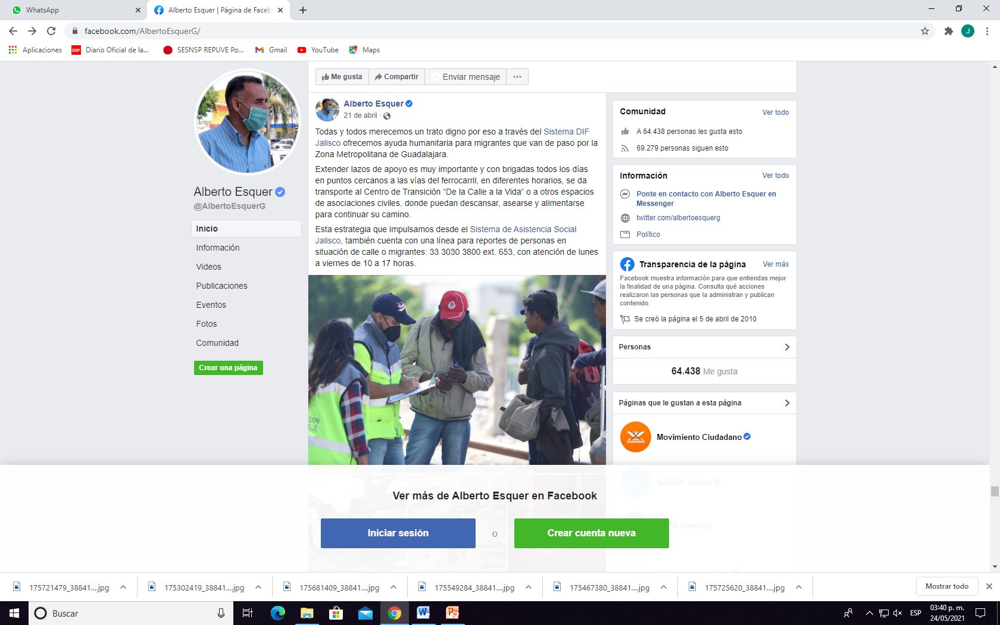 WhatsApp
Alberto Esquer | Página de Faceb
facebook.com/AlbertoEsquerG/
J
Aplicaciones
DOF
Diario Oficial de la...
SESNSP REPUVE Po...
Gmail
YouTube
Maps
Me gusta
Compartir
Enviar mensaje
Alberto Esquer
@AlbertoEsquerG
Inicio
Información
Videos
Publicaciones
Eventos
Fotos
Comunidad
Crear una página
Alberto Esquer
21 de abril ·
Todas y todos merecemos un trato digno por eso a través del Sistema DIF
Jalisco ofrecemos ayuda humanitaria para migrantes que van de paso por la
Zona Metropolitana de Guadalajara.
Extender lazos de apoyo es muy importante y con brigadas todos los días
en puntos cercanos a las vías del ferrocarril, en diferentes horarios, se da
transporte al Centro de Transición “De la Calle a la Vida” o a otros espacios
de asociaciones civiles, donde puedan descansar, asearse y alimentarse
para continuar su camino.
Esta estrategia que impulsamos desde el Sistema de Asistencia Social
Jalisco, también cuenta con una línea para reportes de personas en
situación de calle o migrantes: 33 3030 3800 ext. 653, con atención de lunes
a viernes de 10 a 17 horas.
Comunidad
Ver todo
A 64.438 personas les gusta esto
69.279 personas siguen esto
Información
Ver todo
Ponte en contacto con Alberto Esquer en
Messenger
twitter.com/albertoesquerg
Político
Transparencia de la página
Ver más
Facebook muestra información para que entiendas mejor
la finalidad de una página. Consulta qué acciones
realizaron las personas que la administran y publican
contenido.
Se creó la página el 5 de abril de 2010
Personas
64.438 Me gusta
Páginas que le gustan a esta página
Movimiento Ciudadano
SADER Jalisco
Martínez
Ver más de Alberto Esquer en Facebook
Iniciar sesión
o
Crear cuenta nueva
175721479_38841....jpg
175302419_38841....jpg
175681409_38841....jpg
175549284_38841....jpg
175467380_38841....jpg
175725620_38841....jpg
Mostrar todo
Buscar
ESP
03:40 p. m.
24/05/2021